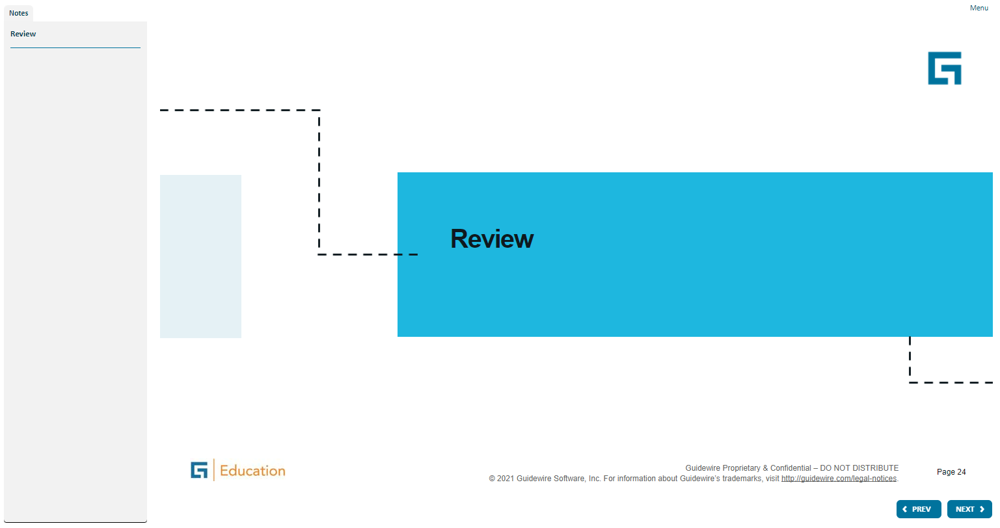 Notes
Menu
Review
Review
Education
Guidewire Proprietary & Confidential – DO NOT DISTRIBUTE
© 2021 Guidewire Software, Inc. For information about Guidewire's trademarks, visit http://guidewire.com/legal-notices.
Page 24
PREV
NEXT